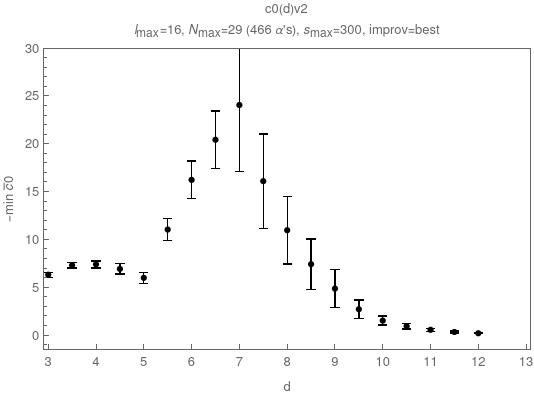 c0(d)v2
lmax=16, Nmax=29 (466 α's), smax=300, improv=best
30
25
20
15
10
5
0
−min c̅0
3 4 5 6 7 8 9 10 11 12 13
d